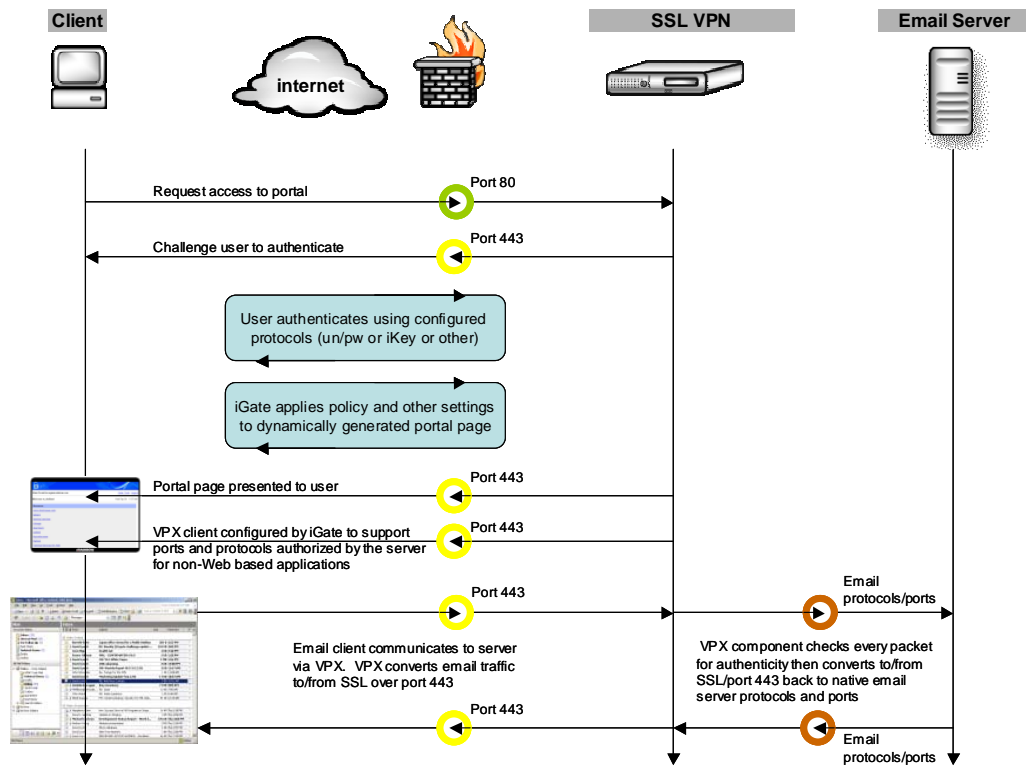 Client
SSL VPN
Email Server
internet
Request access to portal
Port 80
Challenge user to authenticate
Port 443
User authenticates using configured
protocols (un/pw or iKey or other)
iGate applies policy and other settings
to dynamically generated portal page
Portal page presented to user
Port 443
VPX client configured by iGate to support
ports and protocols authorized by the server
for non-Web based applications
Port 443
Port 443
Email
protocols/ports
Email client communicates to server
via VPX. VPX converts email traffic
to/from SSL over port 443
VPX component checks every packet
for authenticity then converts to/from
SSL/port 443 back to native email
server protocols and ports
Port 443
Email
protocols/ports